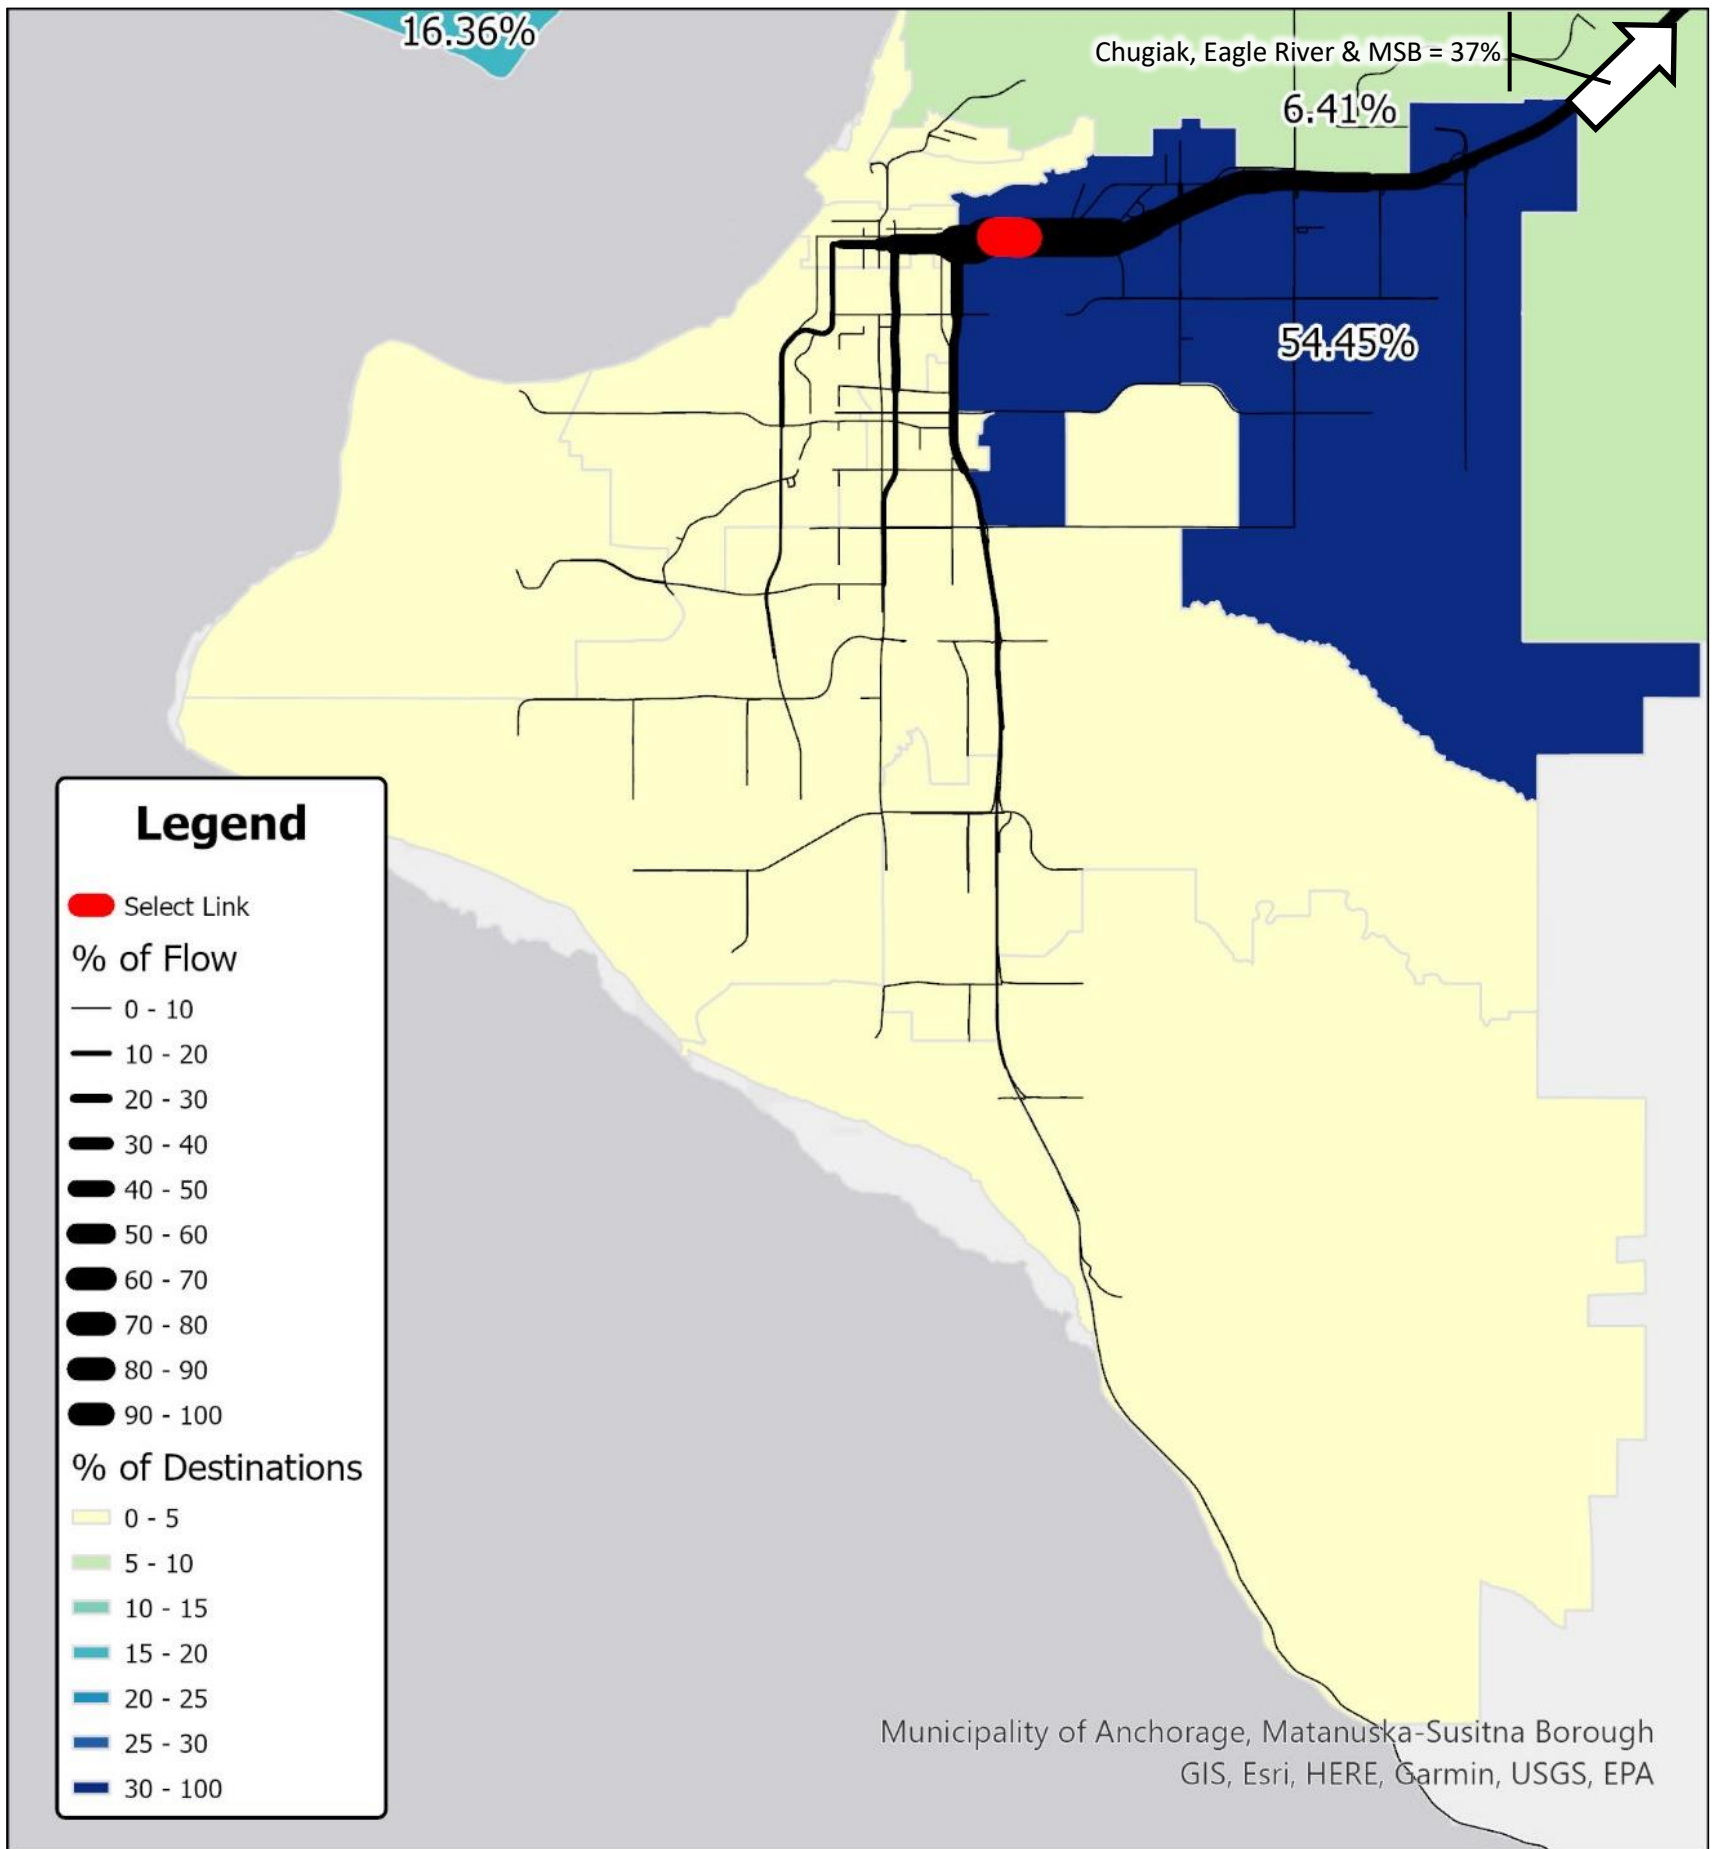 16.36%
Chugiak, Eagle River & MSB = 37%
6.41%
54.45%
Legend
Select Link
% of Flow
0 - 10
10 - 20
20 - 30
30 - 40
40 - 50
50 - 60
60 - 70
70 - 80
80 - 90
90 - 100
% of Destinations
0 - 5
5 - 10
10 - 15
15 - 20
20 - 25
25 - 30
30 - 100
Municipality of Anchorage, Matanuska-Susitna Borough
GIS, Esri, HERE, Garmin, USGS, EPA